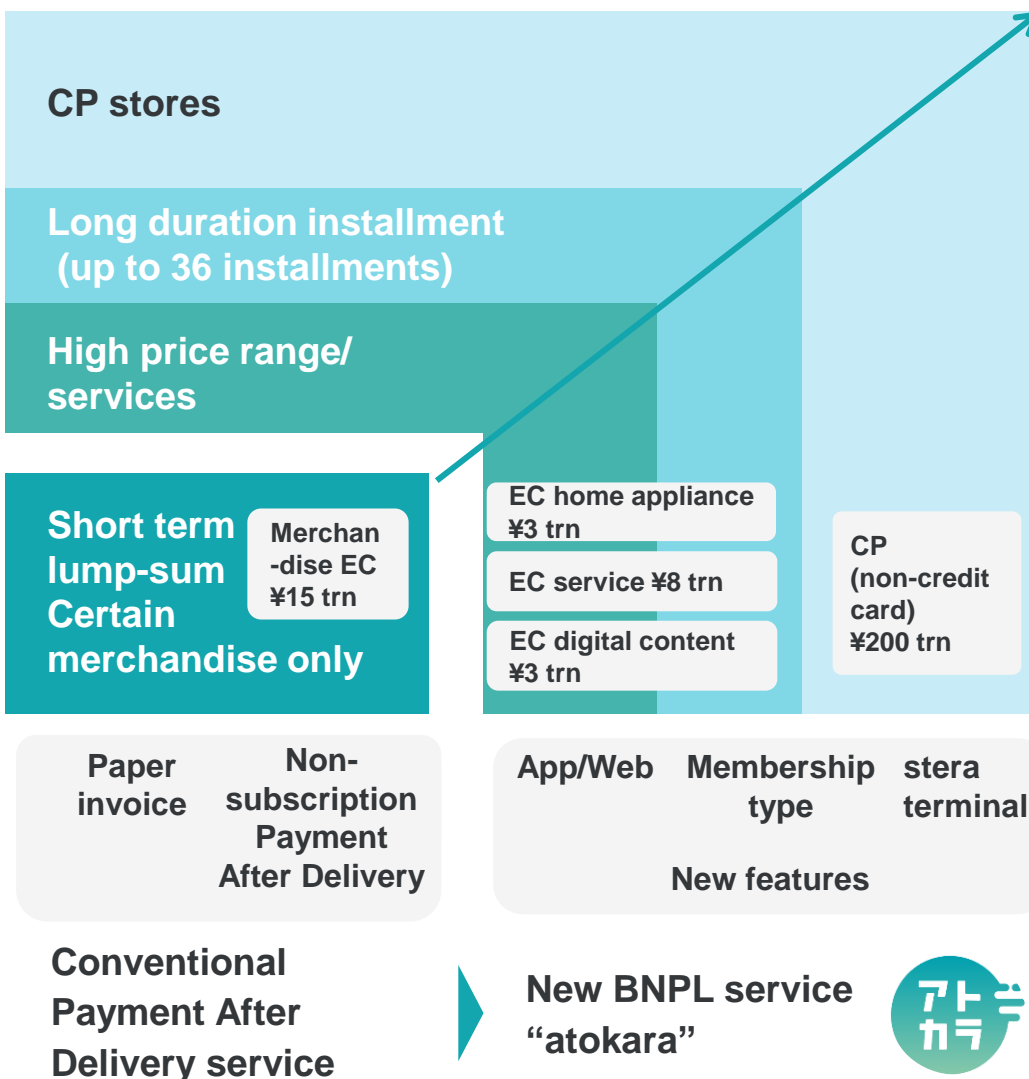 CP stores
Long duration installment
(up to 36 installments)
High price range/
services
Short term
lump-sum
Certain
merchandise only
Merchan
-dise EC
¥15 trn
EC home appliance
¥3 trn
EC service ¥8 trn
EC digital content
¥3 trn
CP
(non-credit
card)
¥200 trn
Paper
invoice
Non-
subscription
Payment
After Delivery
App/Web
Membership
type
stera
terminal
New features
Conventional
Payment After
Delivery service
New BNPL service
“atokara”
アト
カラ